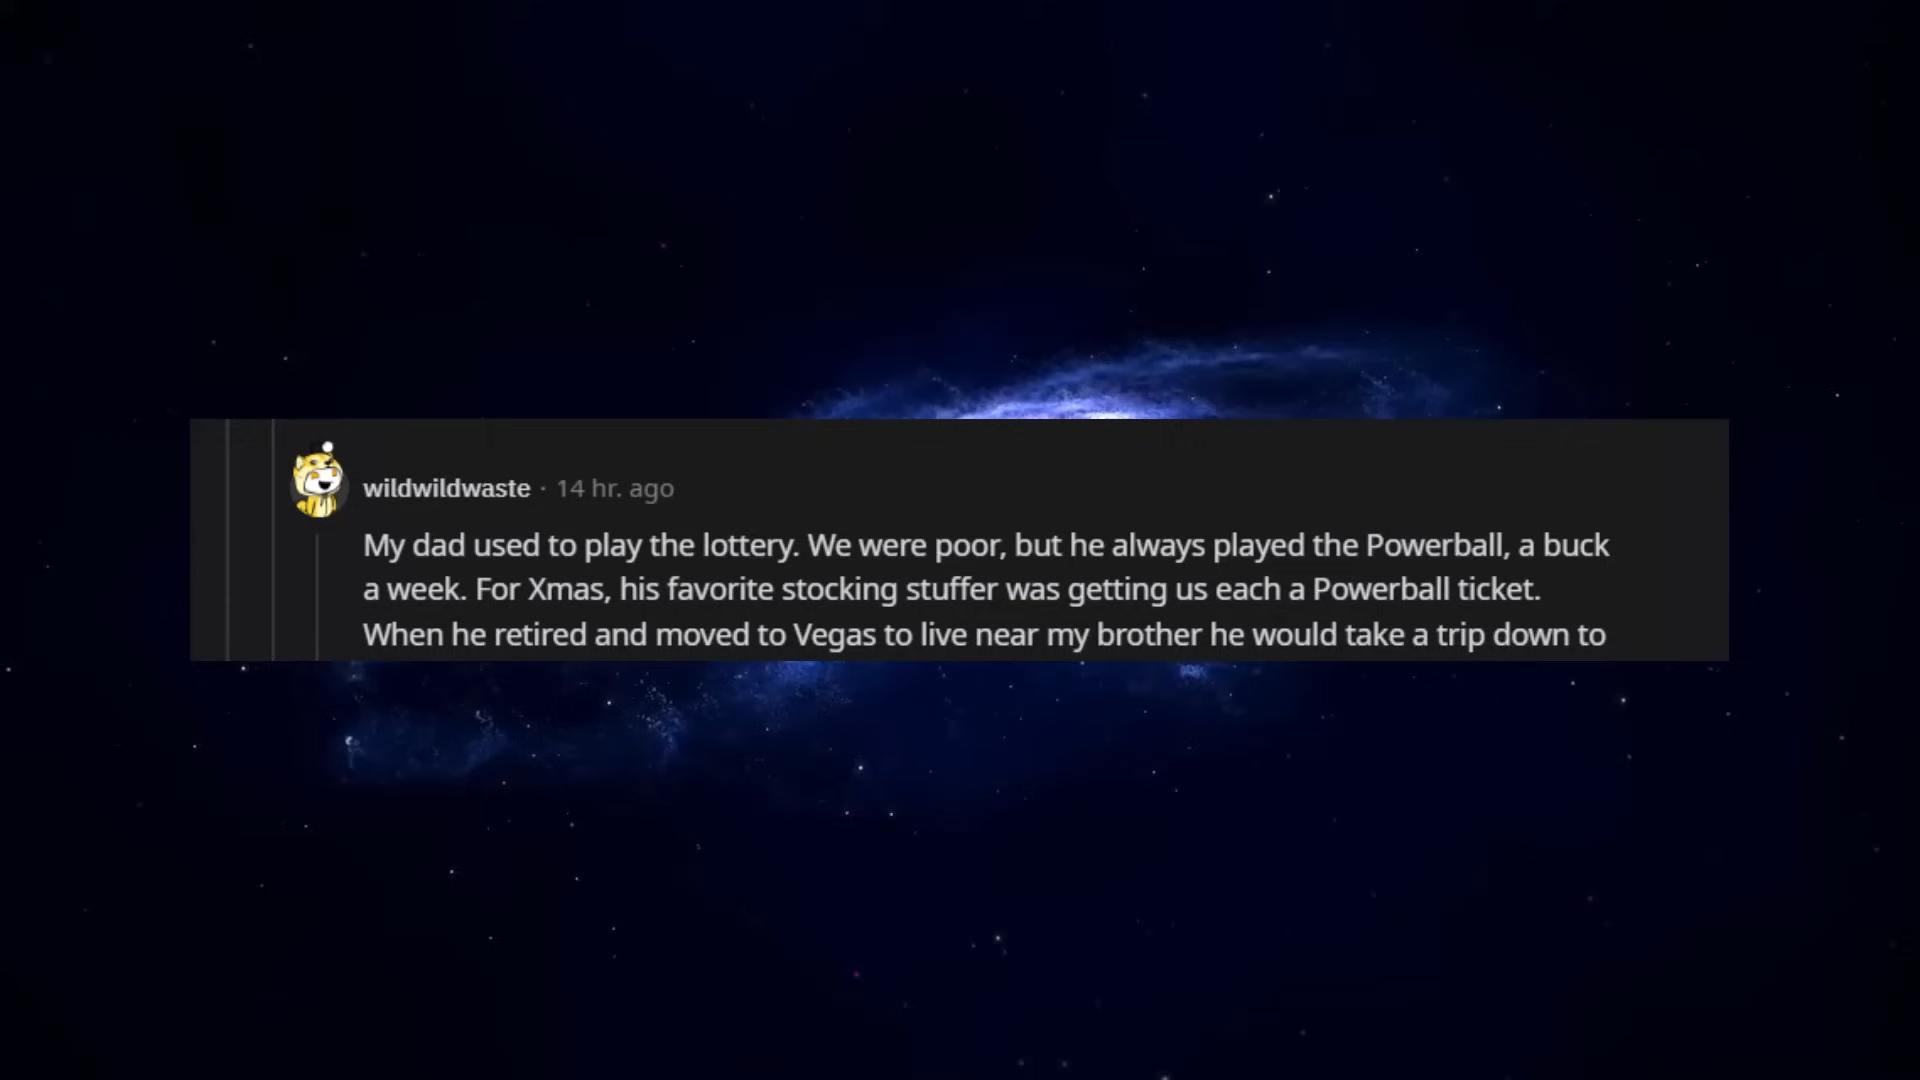 wildwildwaste · 14 hr. ago
My dad used to play the lottery. We were poor, but he always played the Powerball, a buck
a week. For Xmas, his favorite stocking stuffer was getting us each a Powerball ticket.
When he retired and moved to Vegas to live near my brother he would take a trip down to